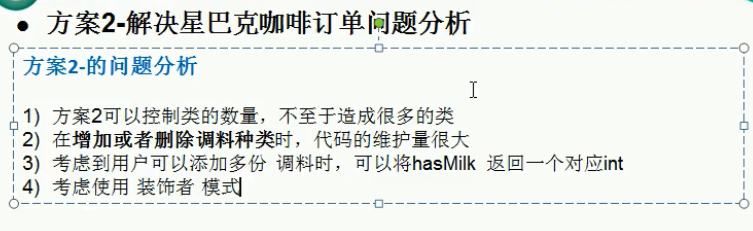 ● 方案2-解决星巴克咖啡订单问题分析
方案2-的问题分析
1) 方案2可以控制类的数量，不至于造成很多的类
2) 在增加或者删除调料种类时，代码的维护量很大
3) 考虑到用户可以添加多份 调料时，可以将hasMilk 返回一个对应int
4) 考虑使用 装饰者 模式